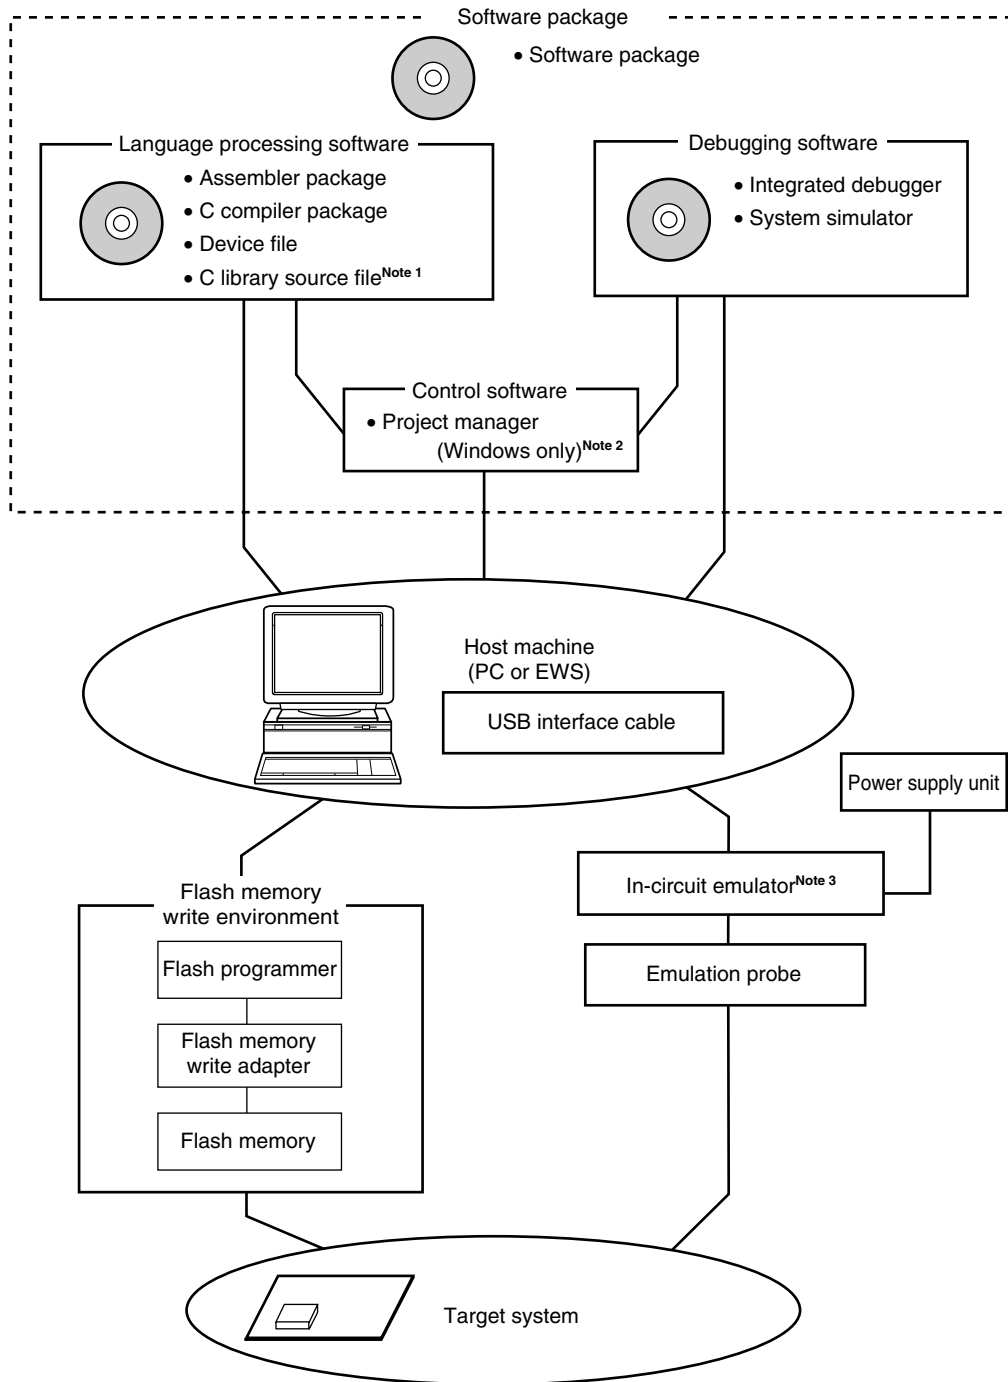 Software package
• Software package
Language processing software
• Assembler package
• C compiler package
• Device file
• C library source fileNote 1
Debugging software
• Integrated debugger
• System simulator
Control software
• Project manager
(Windows only)Note 2
Host machine
(PC or EWS)
USB interface cable
Power supply unit
In-circuit emulatorNote 3
Emulation probe
Flash memory
write environment
Flash programmer
Flash memory
write adapter
Flash memory
Target system